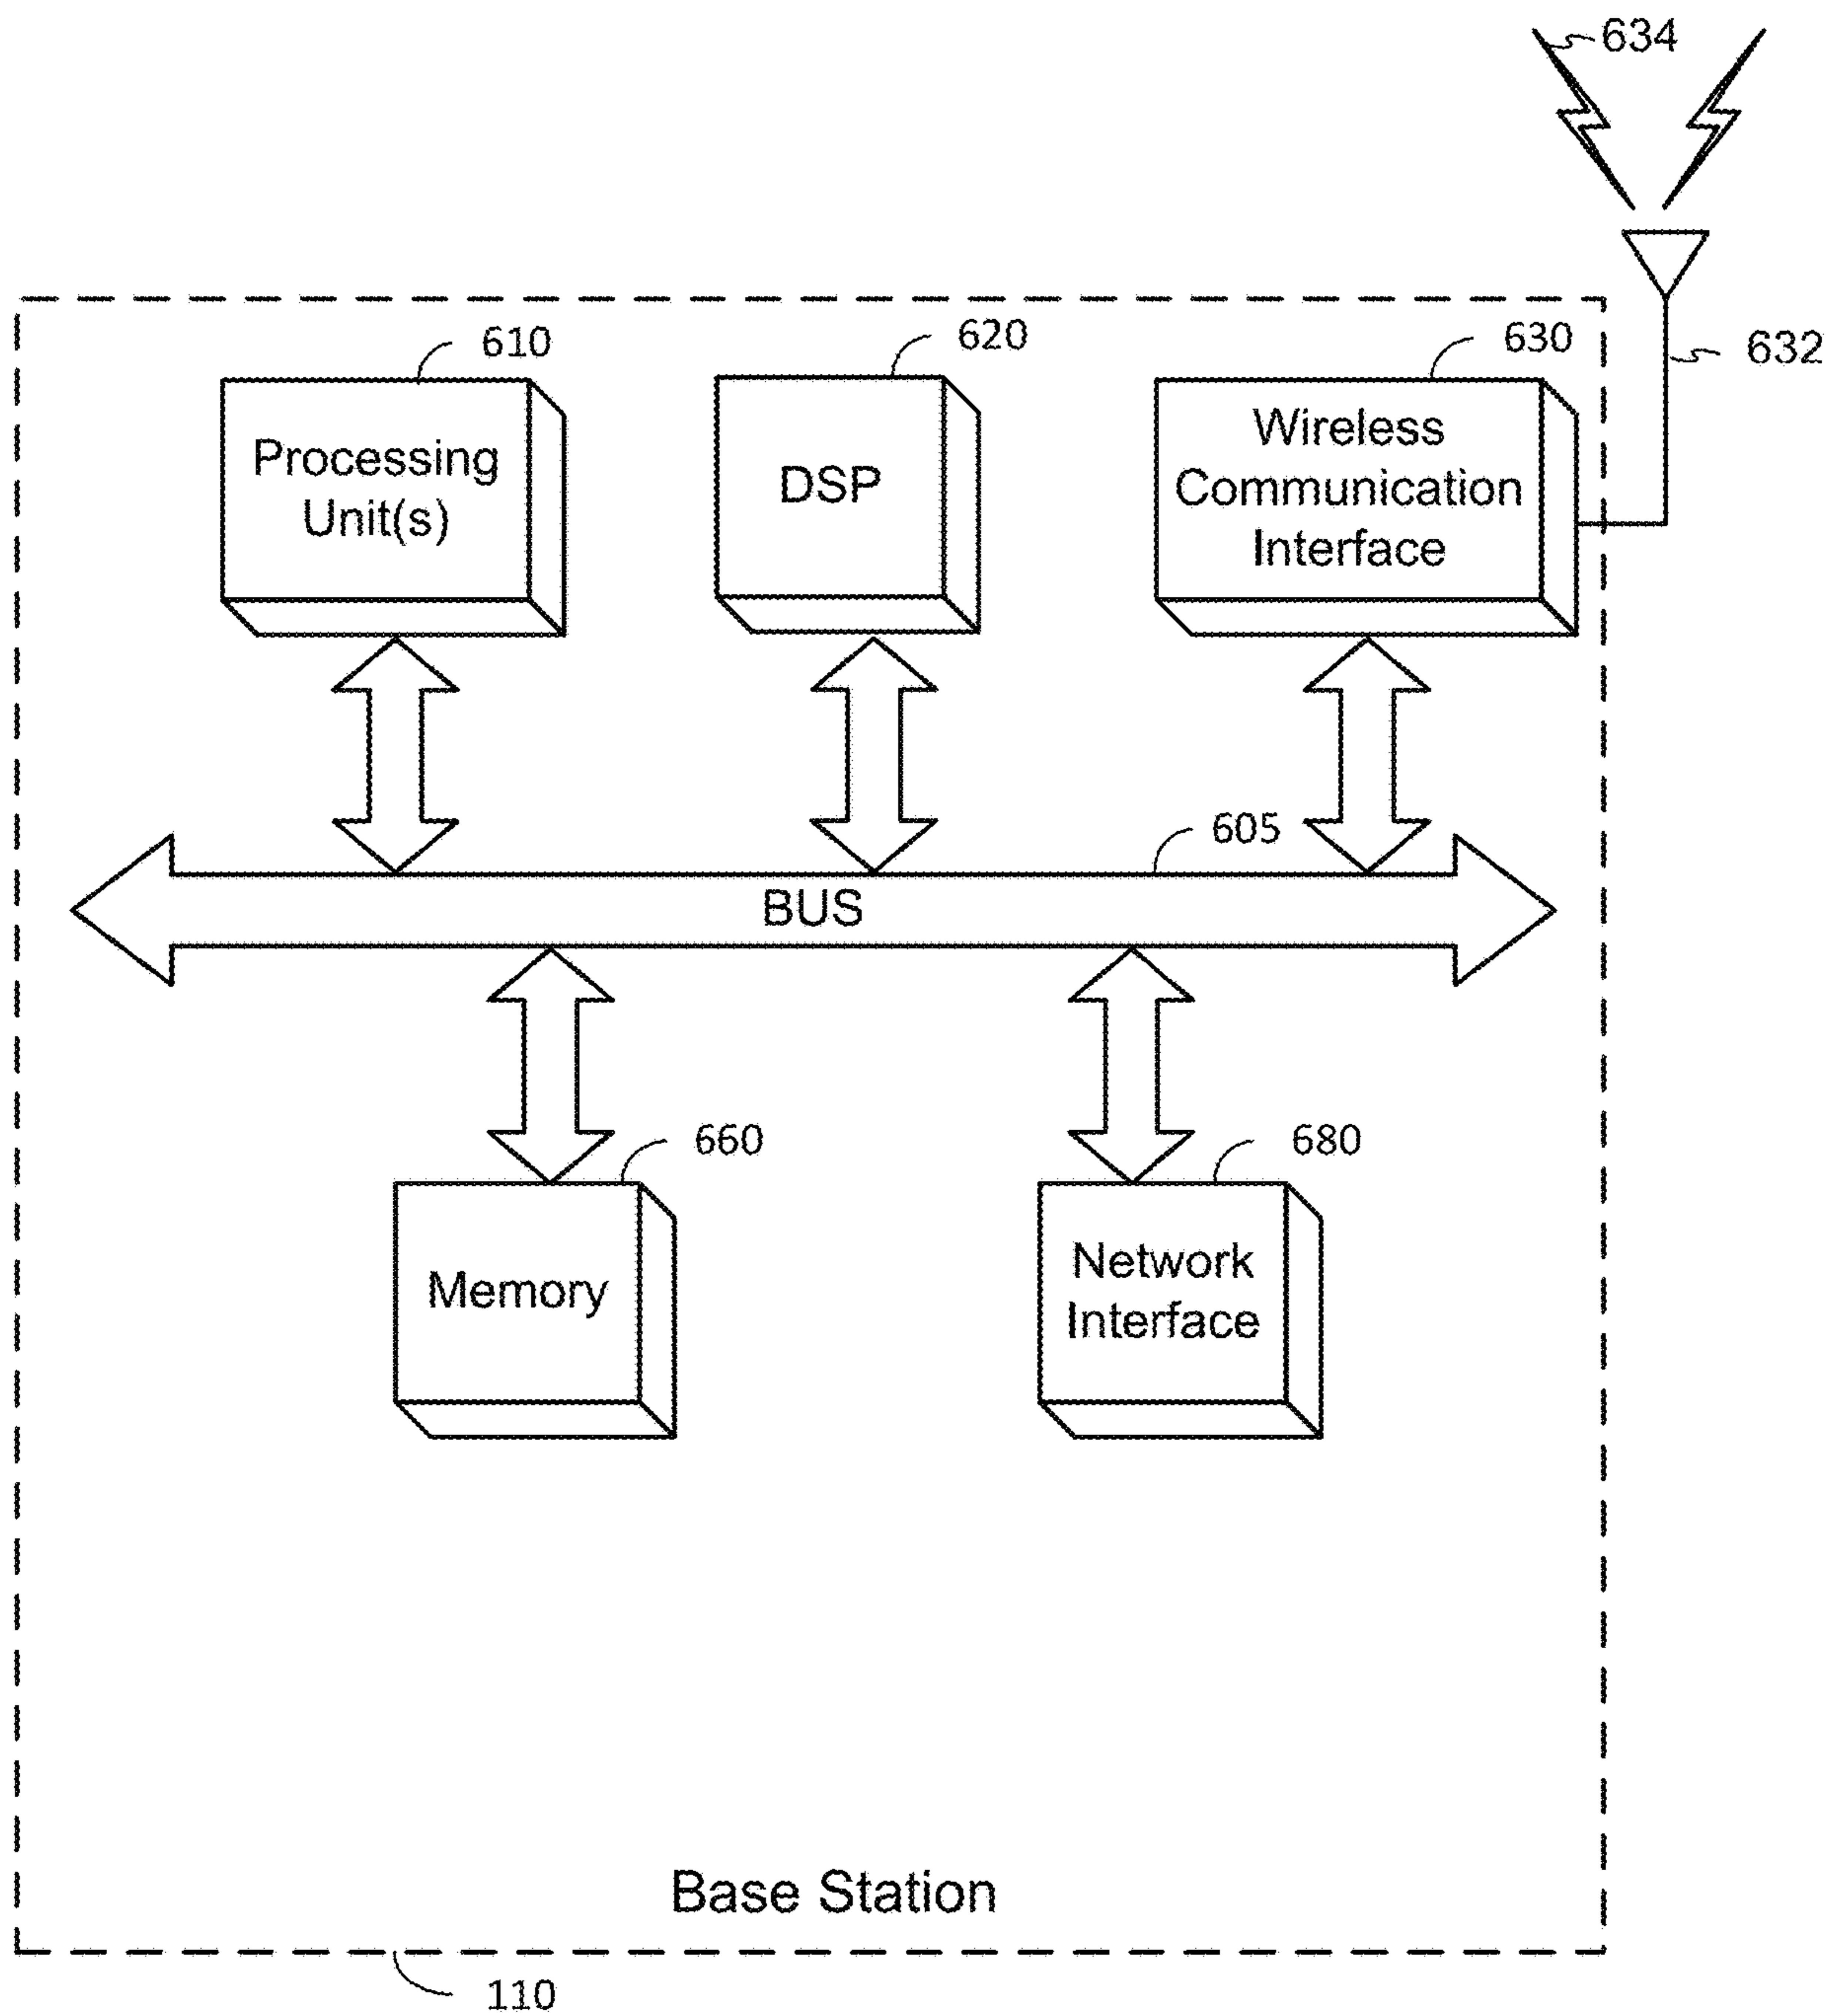 634
610
620
630
632
Processing
Unit(s)
DSP
Wireless
Communication
Interface
605
BUS
660
680
Memory
Network
Interface
Base Station
110